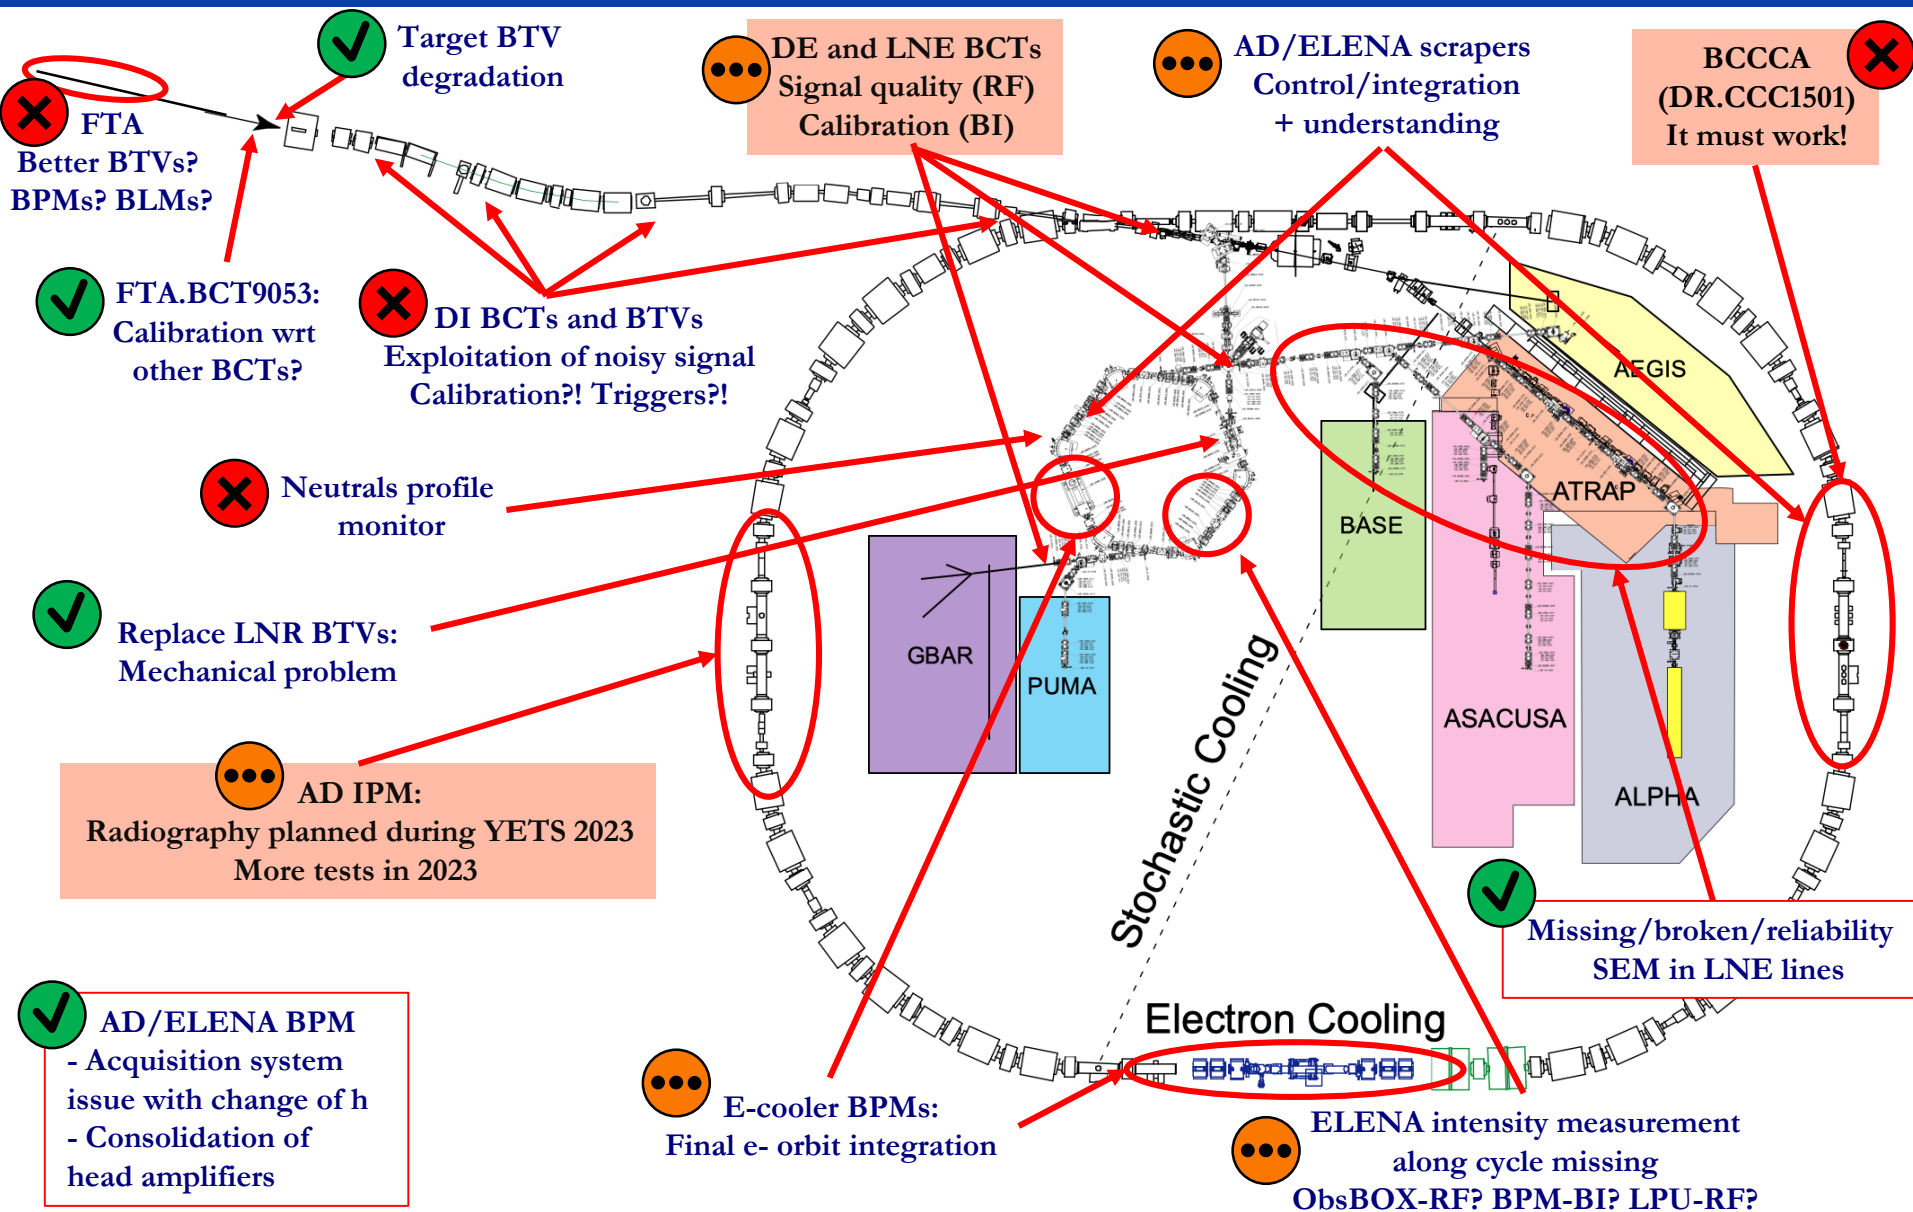 Target BTV
degradation
DE and LNE BCTs
Signal quality (RF)
Calibration (BI)
AD/ELENA scrapers
Control/integration
+ understanding
BCCCA
(DR.CCC1501)
It must work!
FTA
Better BTVs?
BPMs? BLMs?
FTA.BCT9053:
Calibration wrt
other BCTs?
DI BCTs and BTVs
Exploitation of noisy signal
Calibration?! Triggers?!
Neutrals profile
monitor
Replace LNR BTVs:
Mechanical problem
AD IPM:
Radiography planned during YETS 2023
More tests in 2023
AD/ELENA BPM
- Acquisition system
issue with change of h
- Consolidation of
head amplifiers
AEGIS
ATRAP
BASE
GBAR
PUMA
ASACUSA
ALPHA
Stochastic Cooling
Electron Cooling
Missing/broken/reliability
SEM in LNE lines
E-cooler BPMs:
Final e- orbit integration
ELENA intensity measurement
along cycle missing
ObsBOX-RF? BPM-BI? LPU-RF?